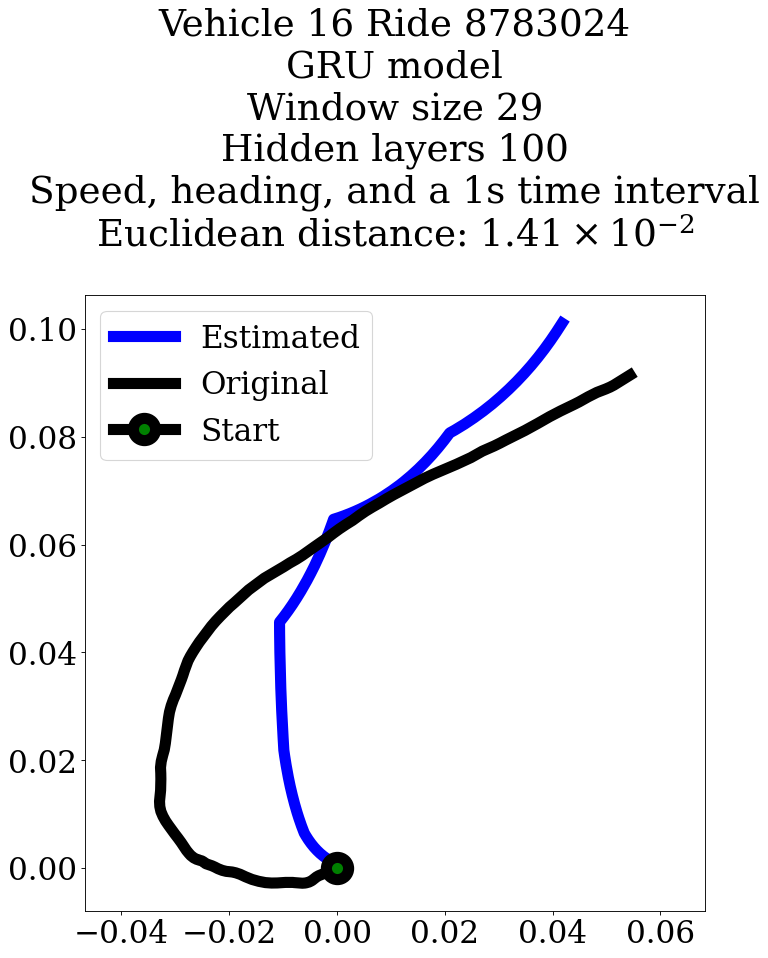 Vehicle 16 Ride 8783024
GRU model
Window size 29
Hidden layers 100
Speed, heading, and a 1s time interval
Euclidean distance: 1.41 × 10⁻²
Estimated
Original
Start
0.10
0.08
0.06
0.04
0.02
0.00
−0.04 −0.02 0.00 0.02 0.04 0.06